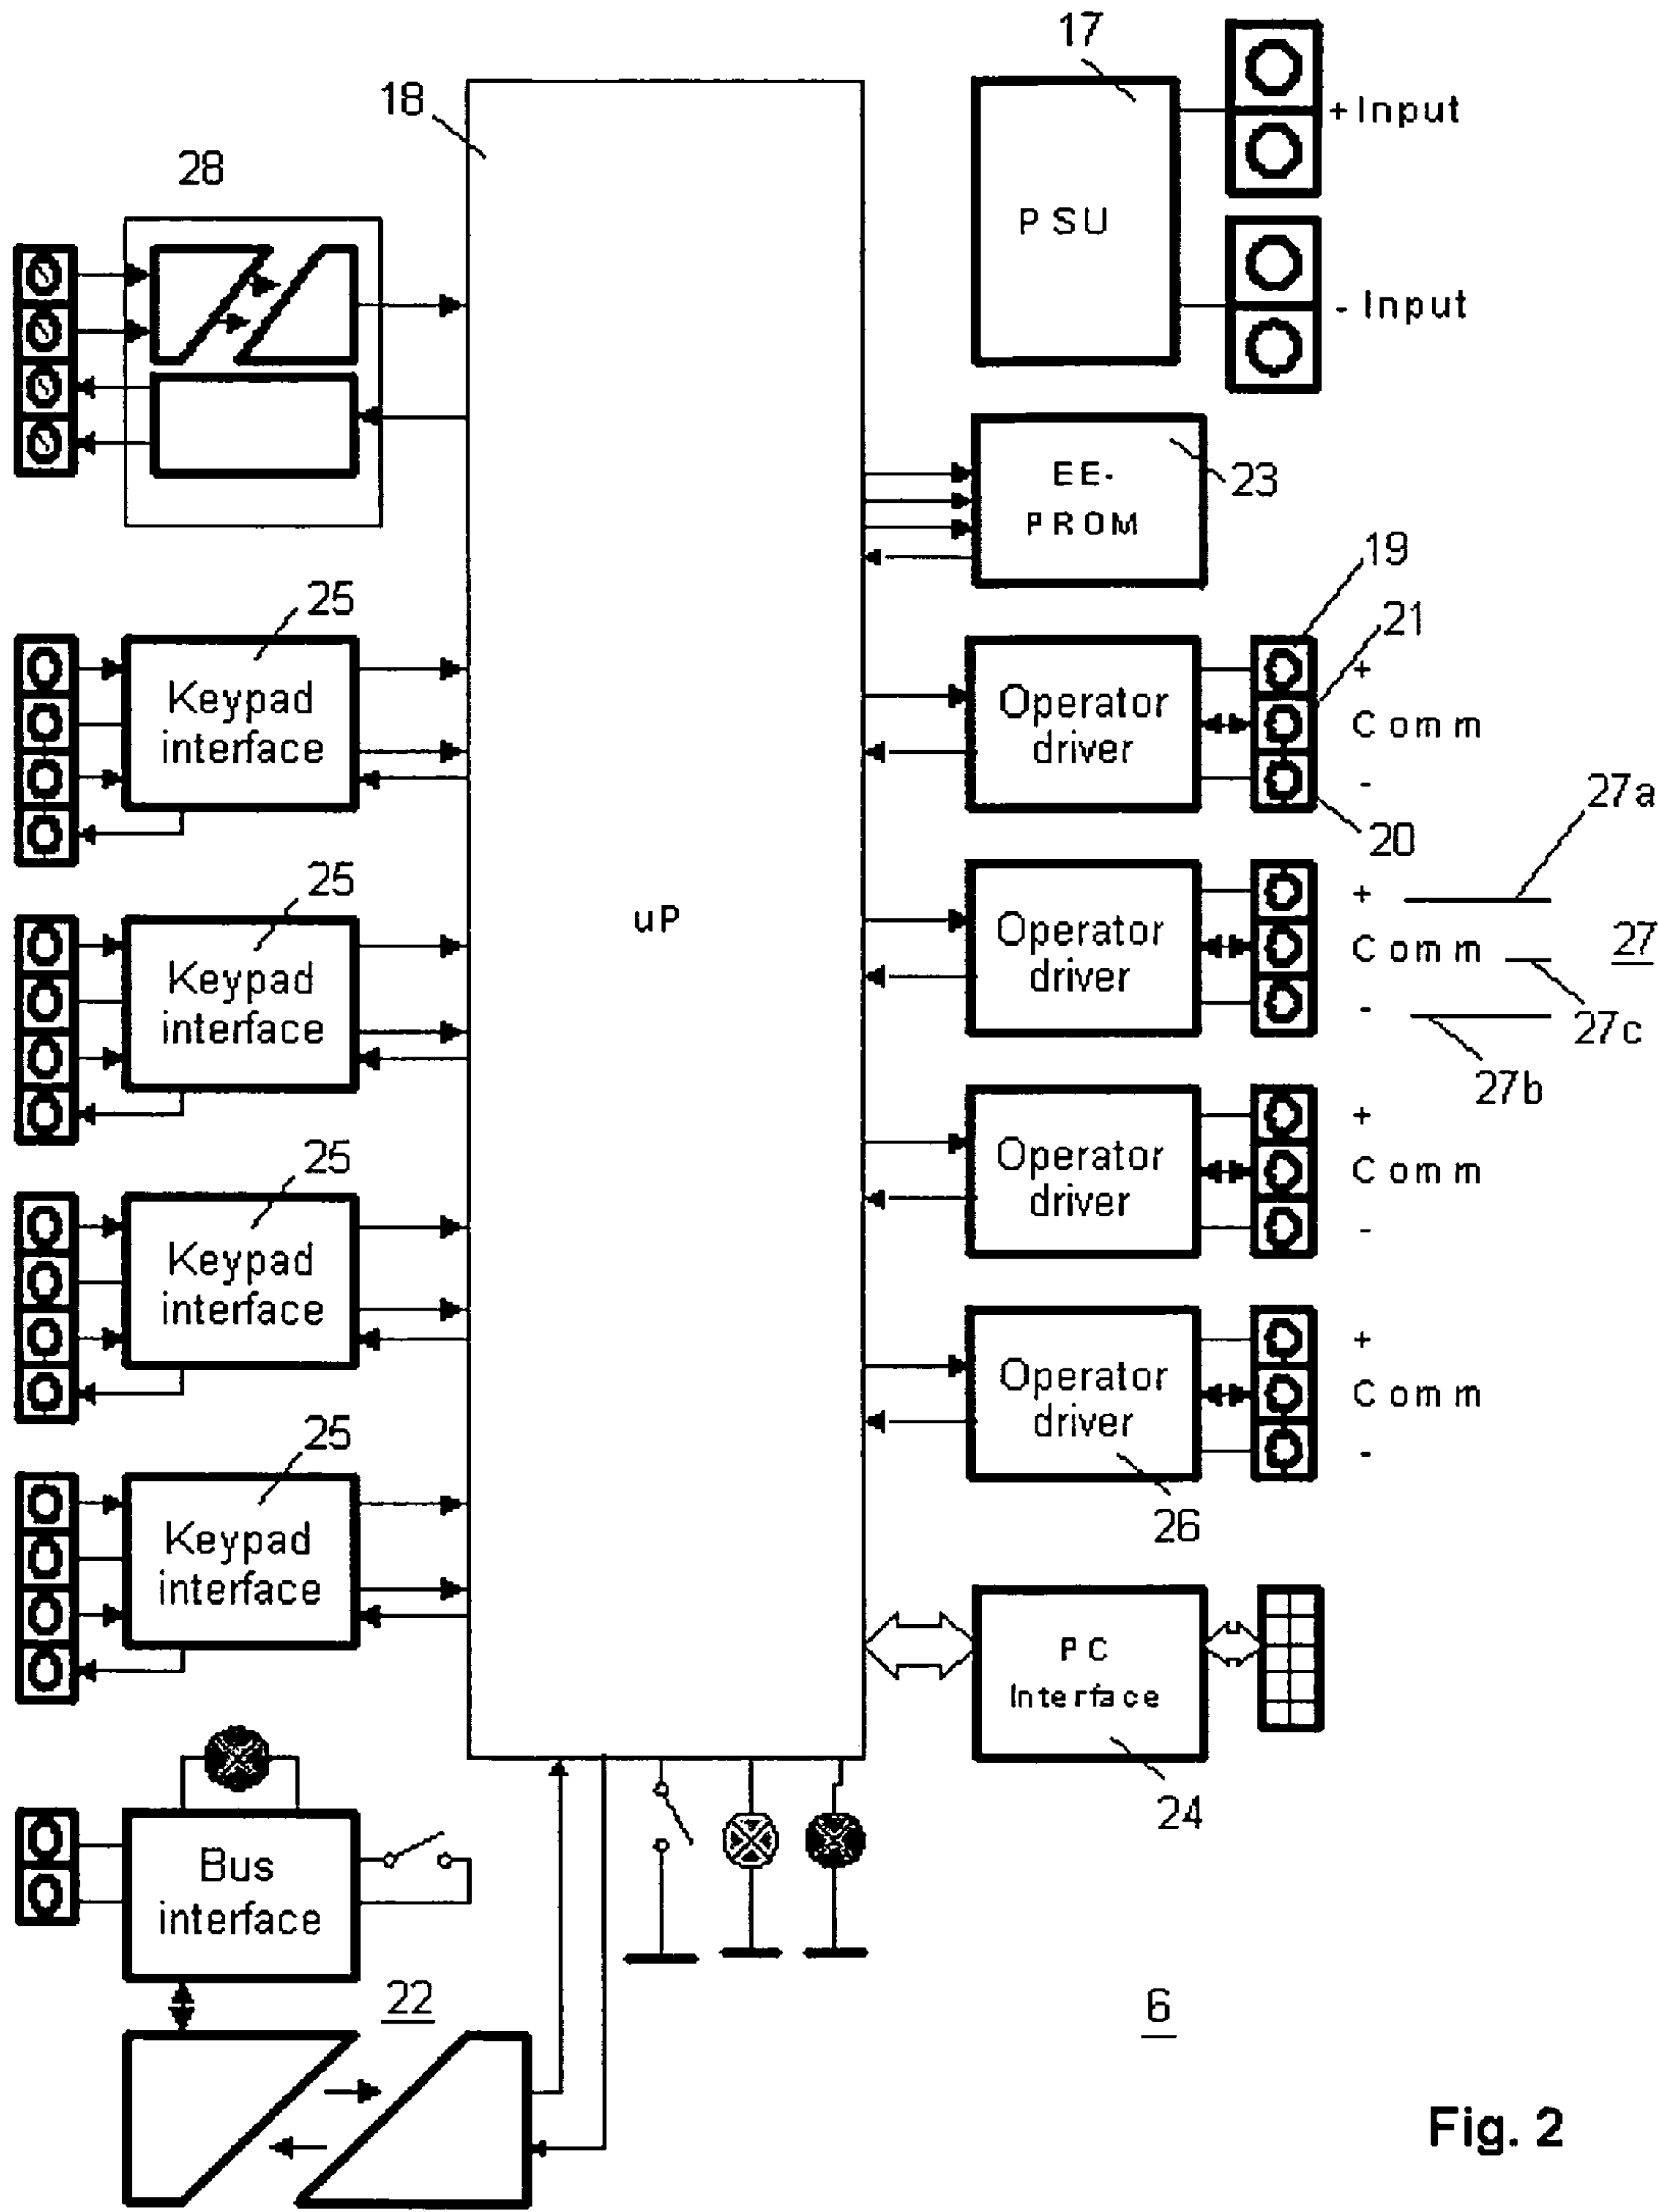 17
+ Input
18
28
PSU
- Input
EE-
PROM
23
19
25
21
Keypad
interface
Operator
driver
+
Comm
-
20
27a
25
Keypad
interface
uP
Operator
driver
+
Comm
-
27
27c
27b
25
Keypad
interface
Operator
driver
+
Comm
-
25
Keypad
interface
Operator
driver
+
Comm
-
26
PC
Interface
24
Bus
interface
22
6
Fig. 2